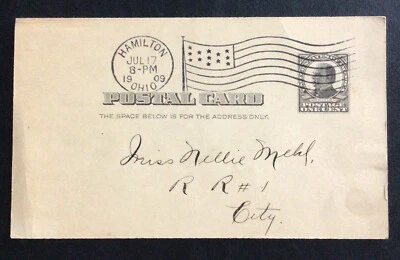 HAMILTON
JUL 17
8-PM
1909
OHIO
POSTAL CARD
THE SPACE BELOW IS FOR THE ADDRESS ONLY.
POSTAGE
ONE CENT
Miss Nellie Mehl.
R R #1
City.